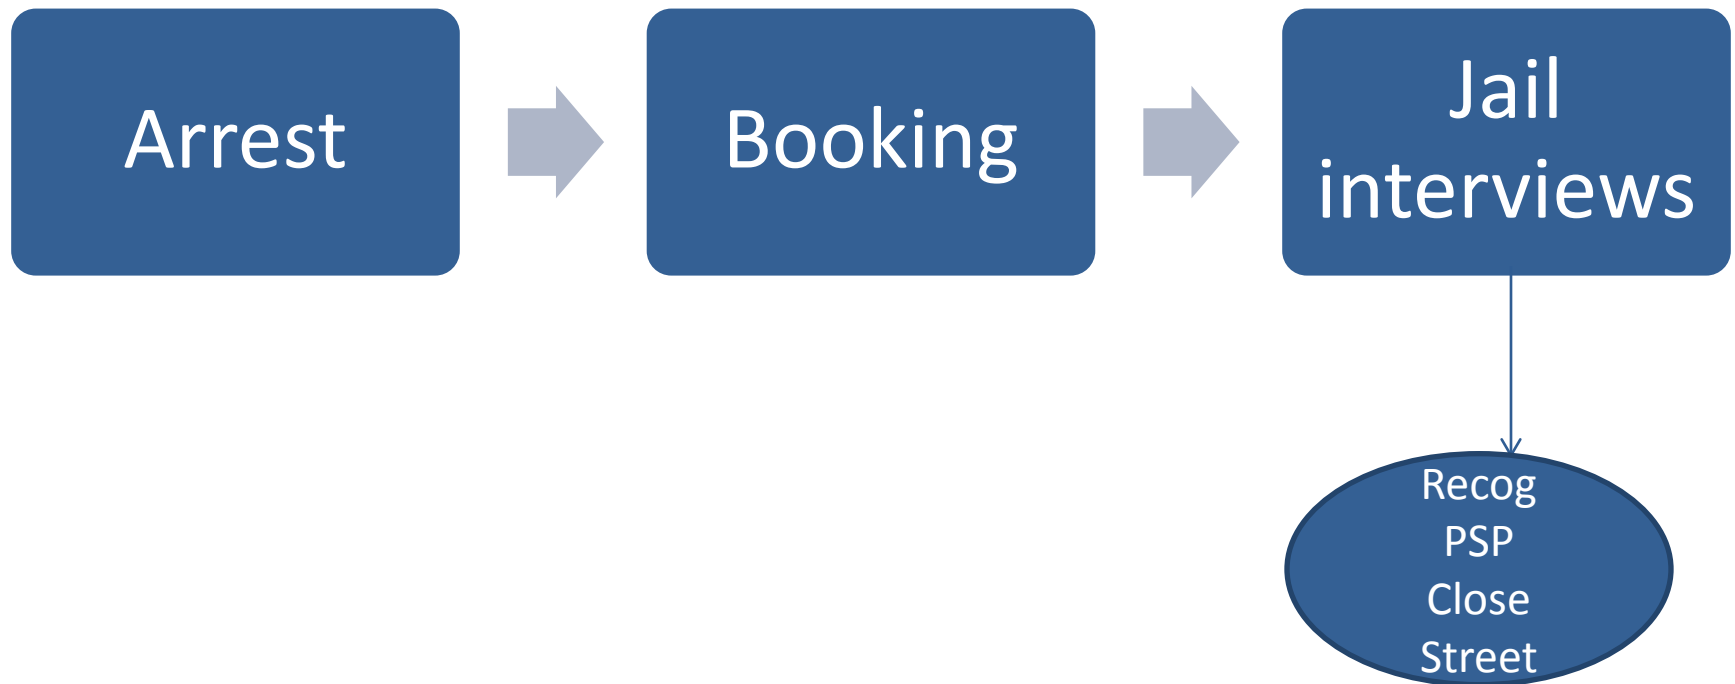 Arrest
Booking
Jail
interviews
Recog
PSP
Close
Street